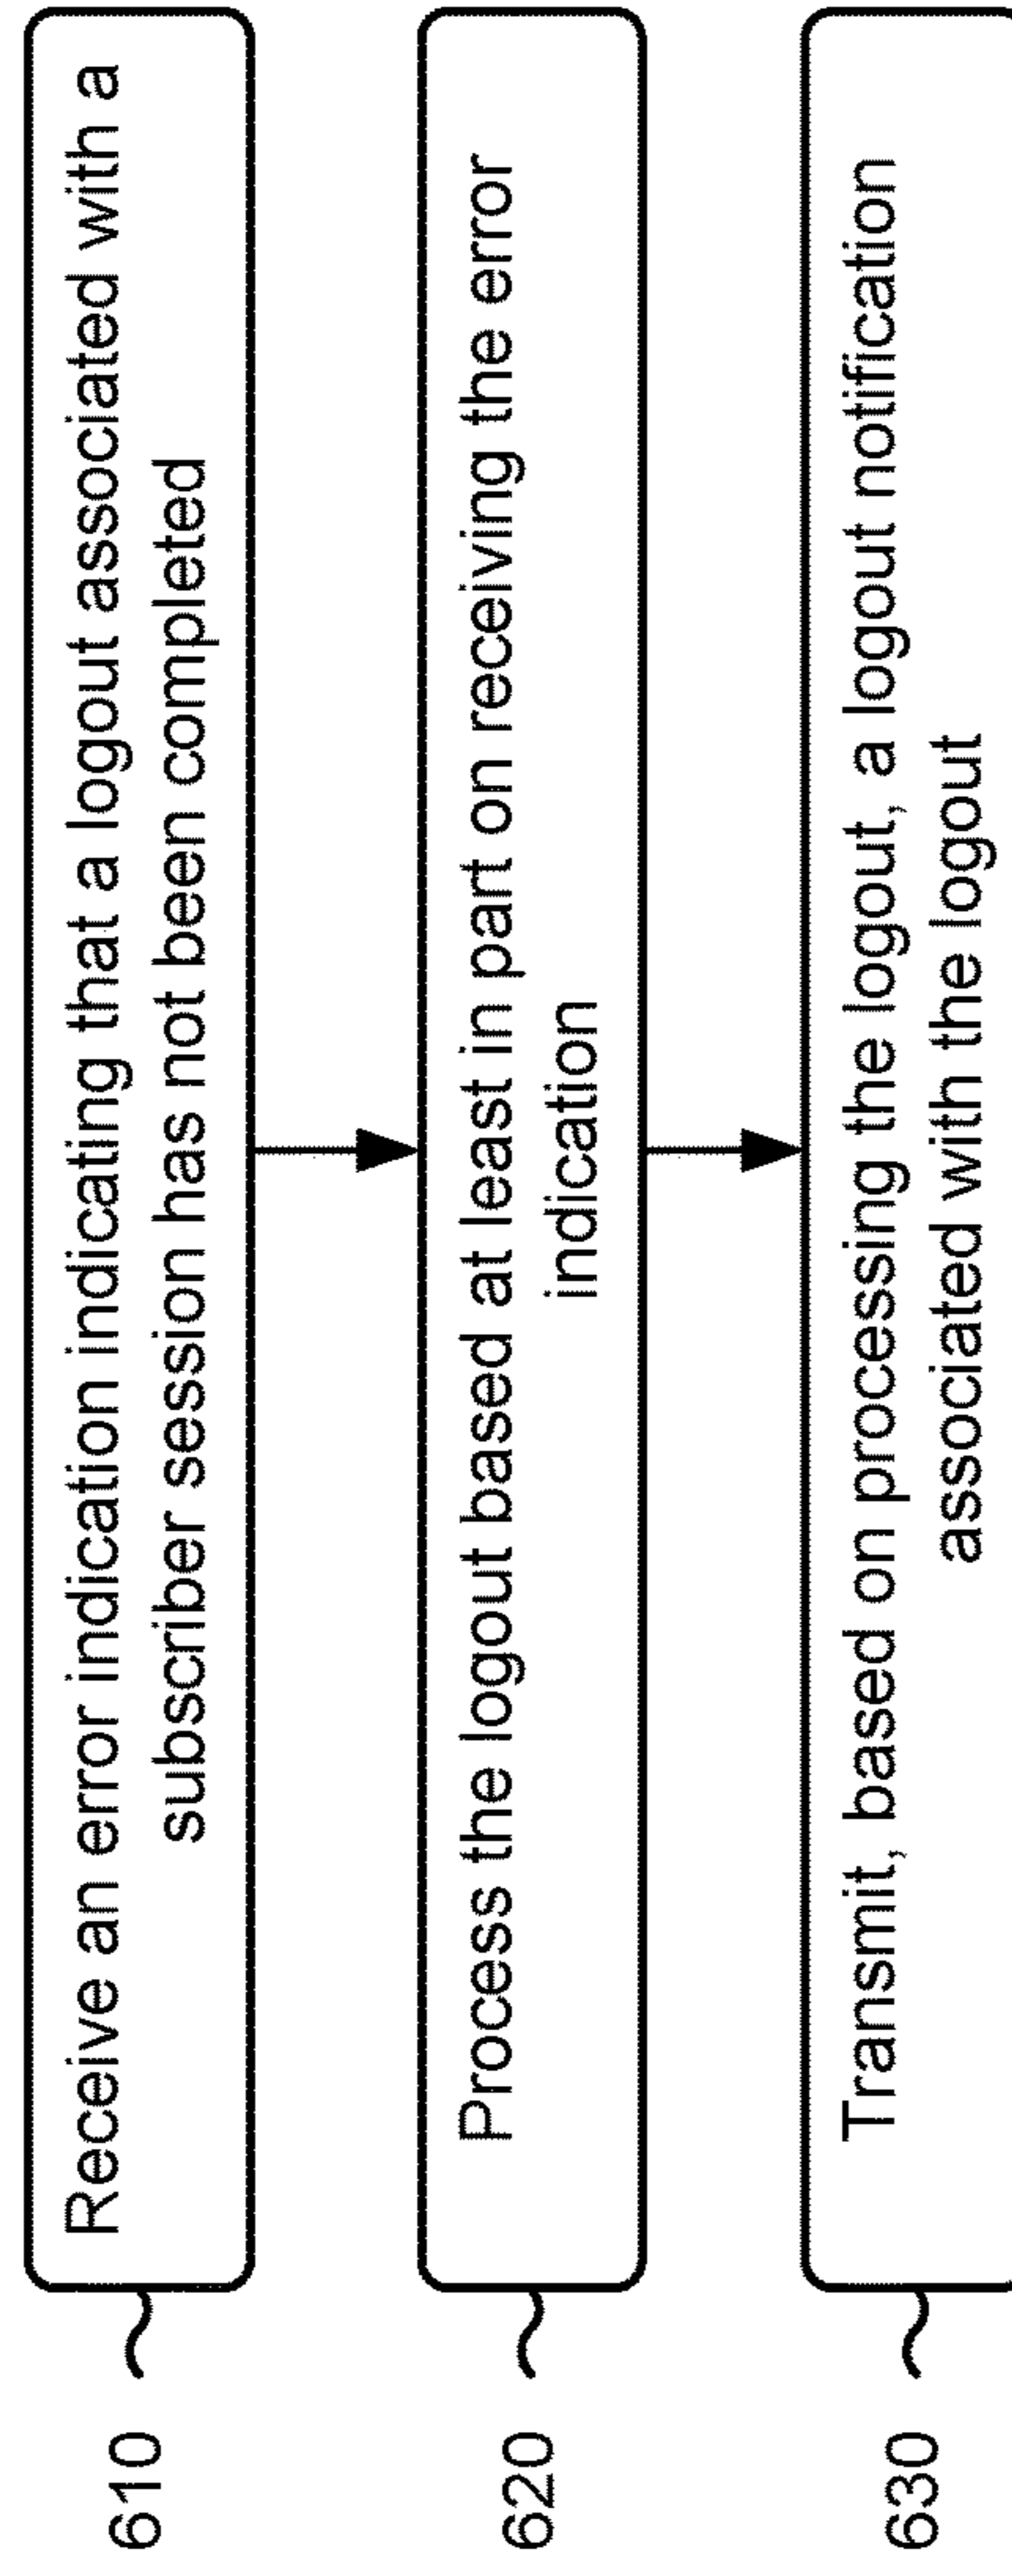 610
Receive an error indication indicating that a logout associated with a
subscriber session has not been completed
620
Process the logout based at least in part on receiving the error
indication
630
Transmit, based on processing the logout, a logout notification
associated with the logout